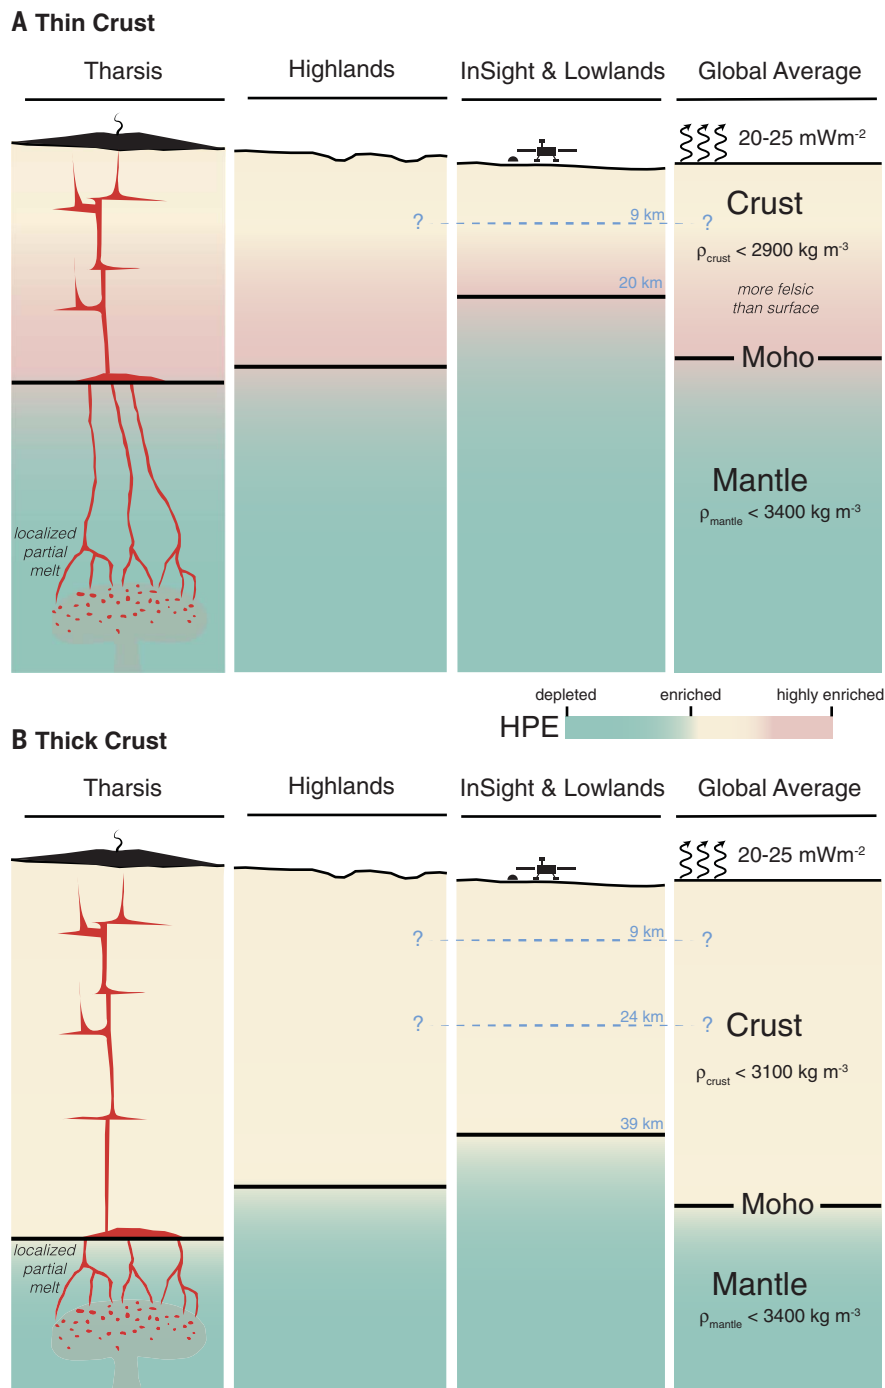 A Thin Crust
Tharsis
Highlands
InSight & Lowlands
Global Average
20-25 mWm-2
9 km
?
?
Crust
ρcrust < 2900 kg m-3
20 km
more felsic
than surface
Moho
Mantle
ρmantle < 3400 kg m-3
localized
partial
melt
depleted
enriched
highly enriched
HPE
B Thick Crust
Tharsis
Highlands
InSight & Lowlands
Global Average
20-25 mWm-2
?
9 km
?
?
24 km
?
Crust
ρcrust < 3100 kg m-3
39 km
Moho
localized
partial
melt
Mantle
ρmantle < 3400 kg m-3